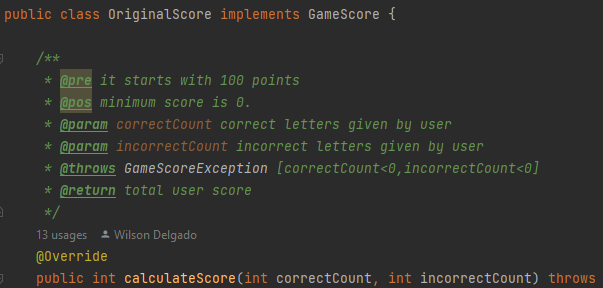 public class OriginalScore implements GameScore {
/**
* @pre it starts with 100 points
* @pos minimum score is 0.
* @param correctCount correct letters given by user
* @param incorrectCount incorrect letters given by user
* @throws GameScoreException [correctCount<0,incorrectCount<0]
* @return total user score
*/
13 usages Wilson Delgado
@Override
public int calculateScore(int correctCount, int incorrectCount) throws